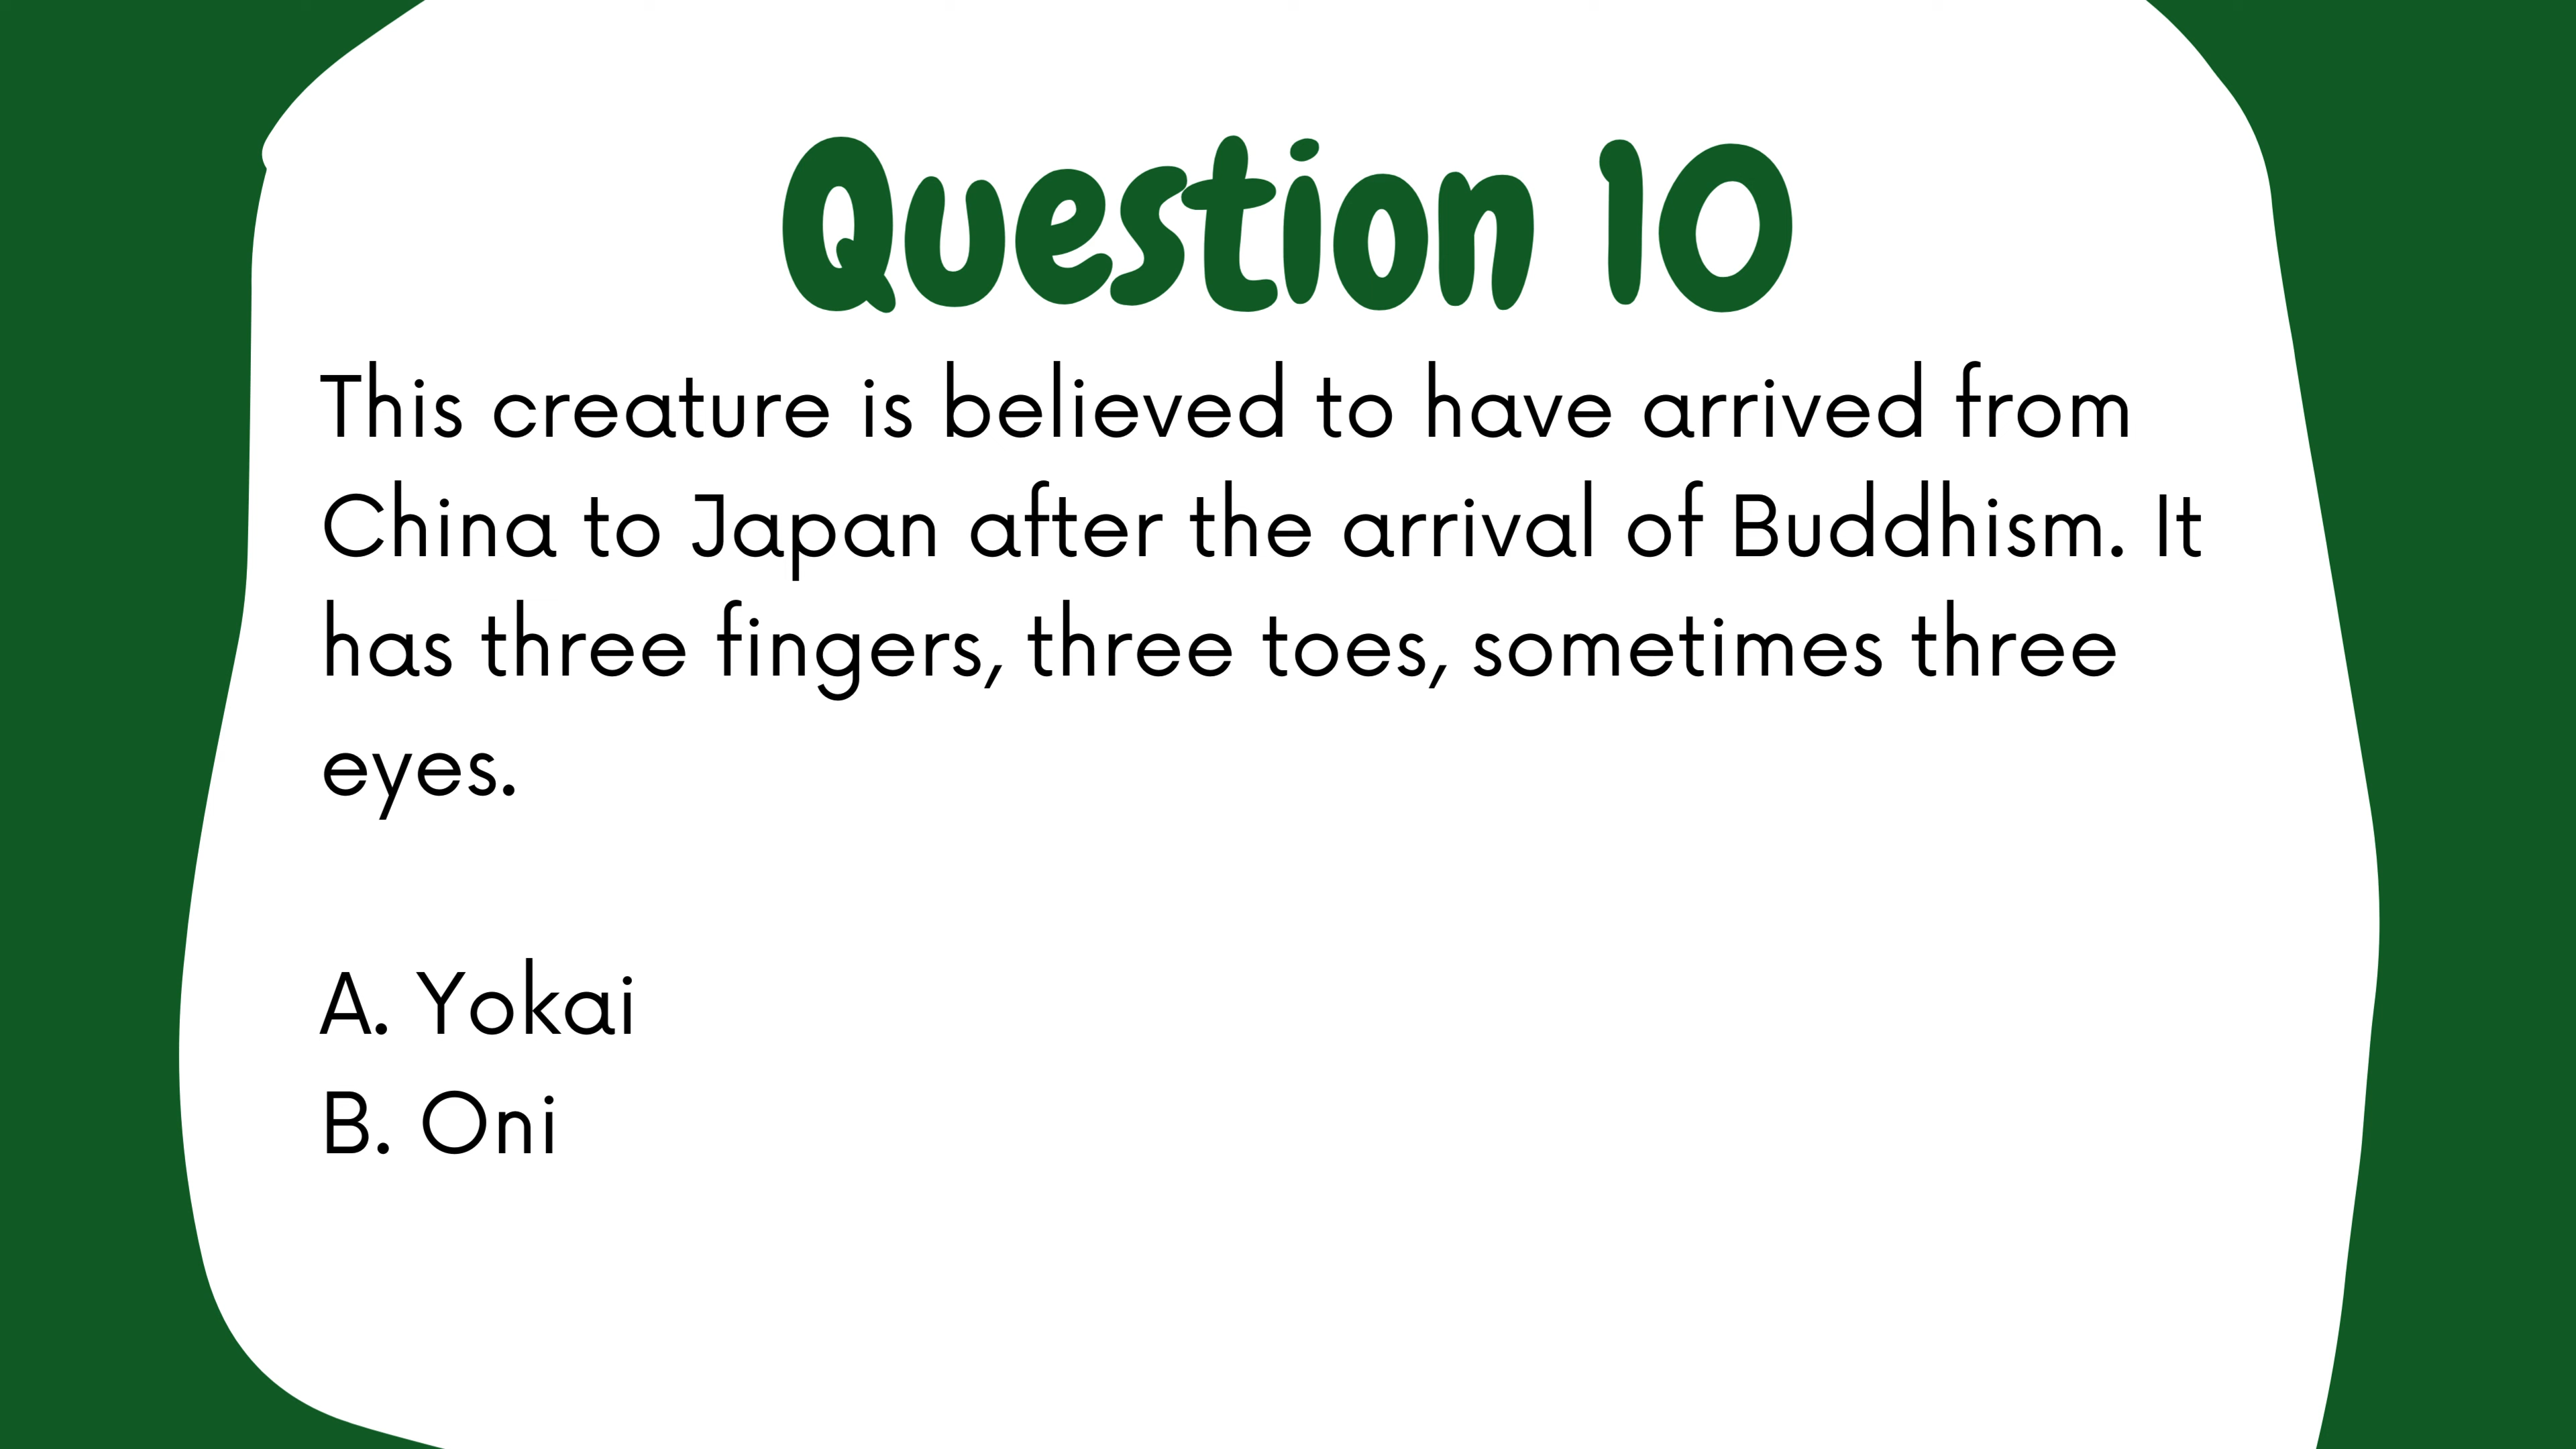 Question 10
This creature is believed to have arrived from
China to Japan after the arrival of Buddhism. It
has three fingers, three toes, sometimes three
eyes.
A. Yokai
B. Oni